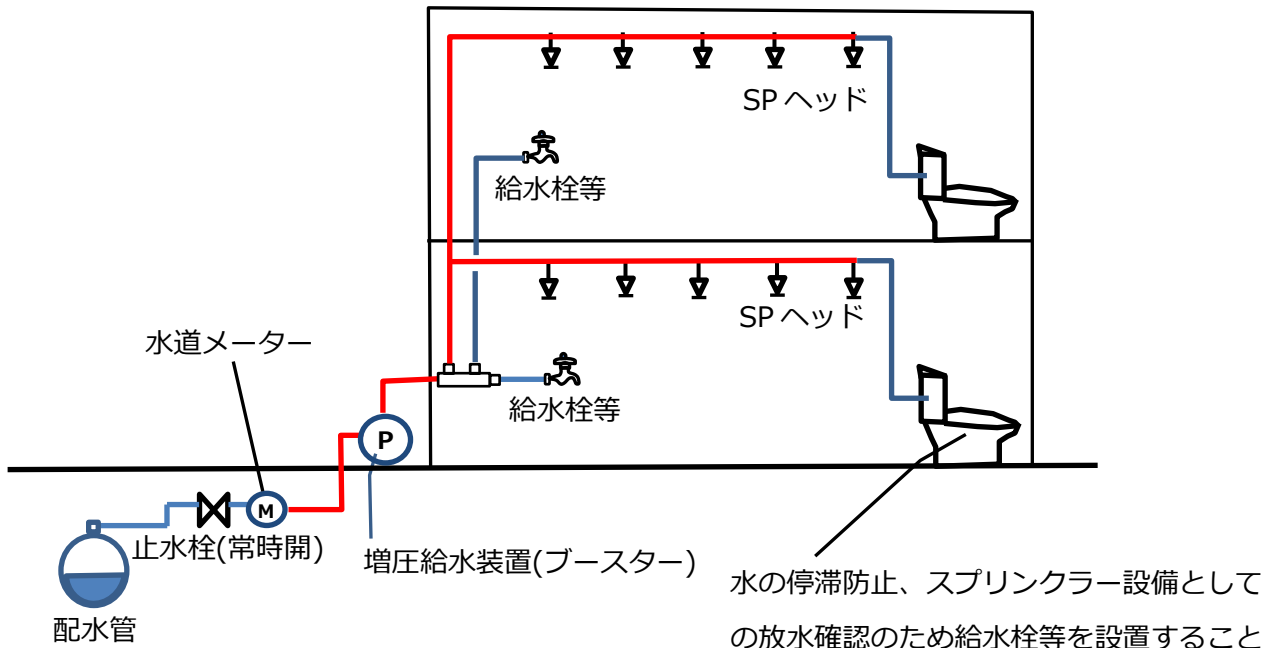 SP ヘッド
給水栓等
SP ヘッド
水道メーター
給水栓等
P
M
止水栓(常時開)
増圧給水装置(ブースター)
配水管
水の停滞防止、スプリンクラー設備として
の放水確認のため給水栓等を設置すること